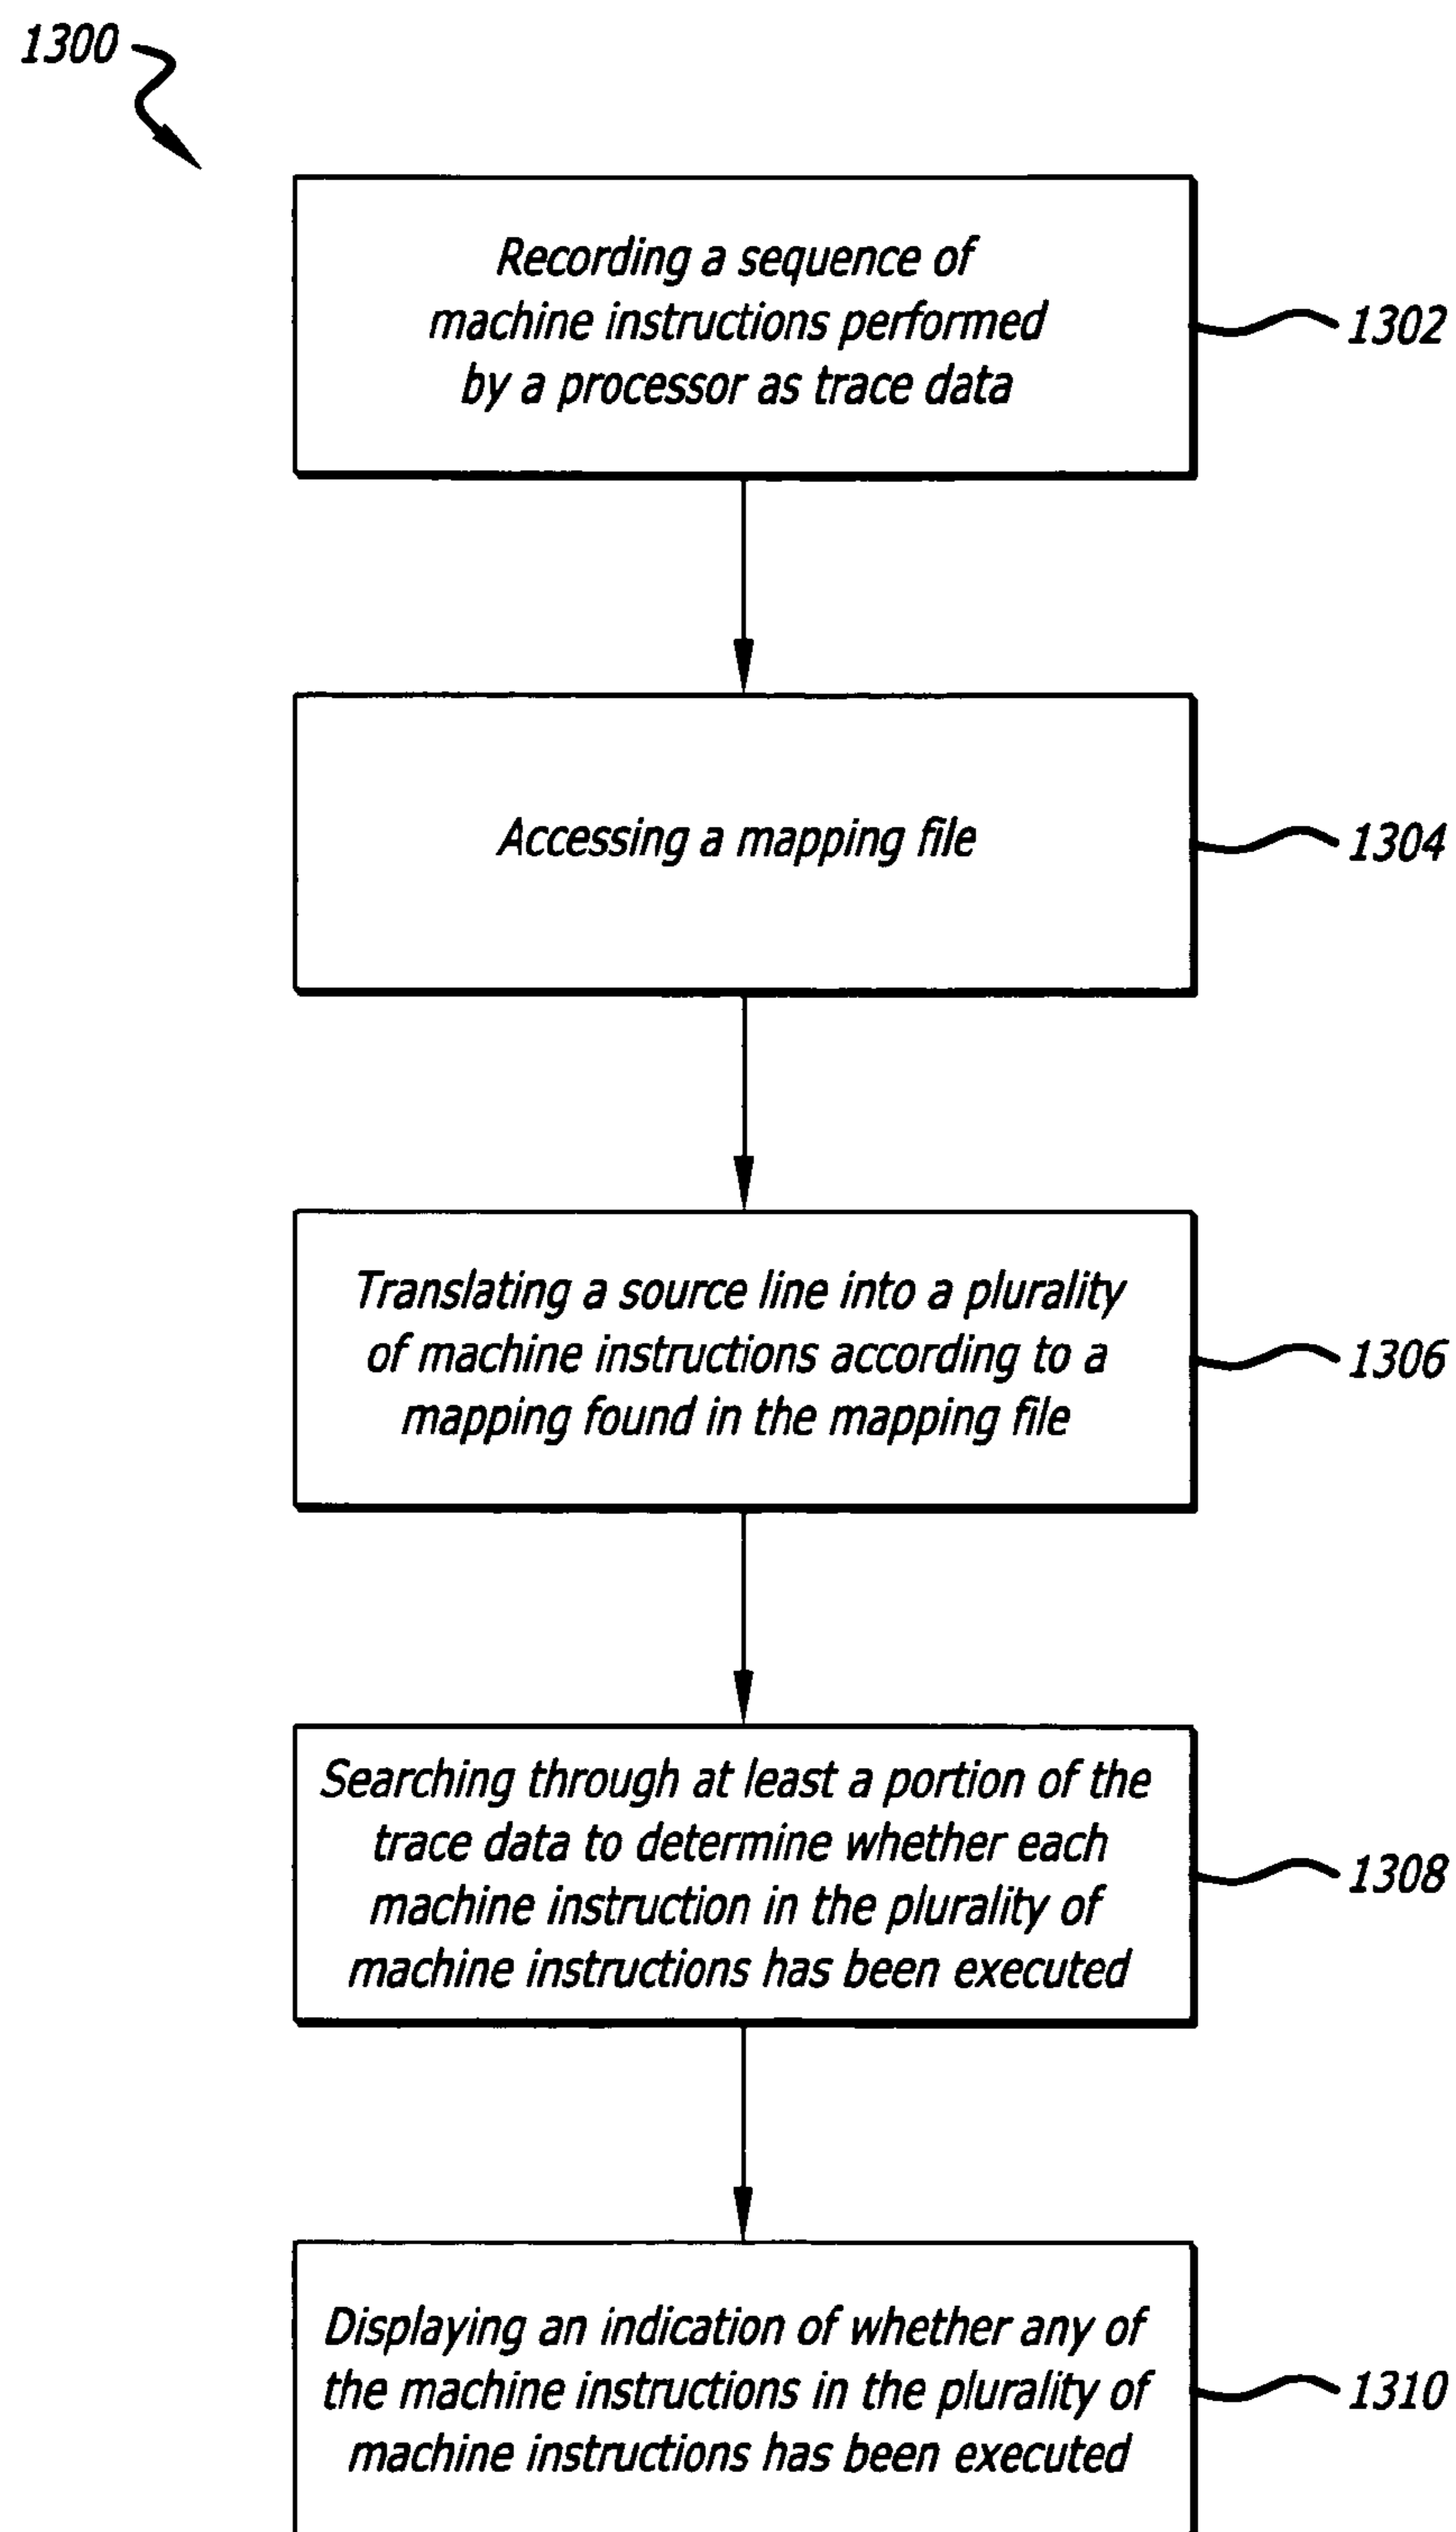 1300
Recording a sequence of
machine instructions performed
by a processor as trace data
1302
Accessing a mapping file
1304
Translating a source line into a plurality
of machine instructions according to a
mapping found in the mapping file
1306
Searching through at least a portion of the
trace data to determine whether each
machine instruction in the plurality of
machine instructions has been executed
1308
Displaying an indication of whether any of
the machine instructions in the plurality of
machine instructions has been executed
1310